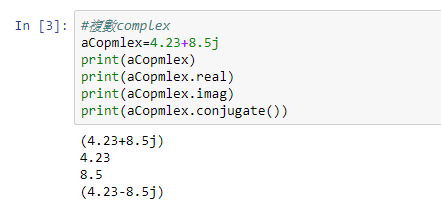 In [3]: #複數complex
aCopmlex=4.23+8.5j
print(aCopmlex)
print(aCopmlex.real)
print(aCopmlex.imag)
print(aCopmlex.conjugate())
(4.23+8.5j)
4.23
8.5
(4.23-8.5j)